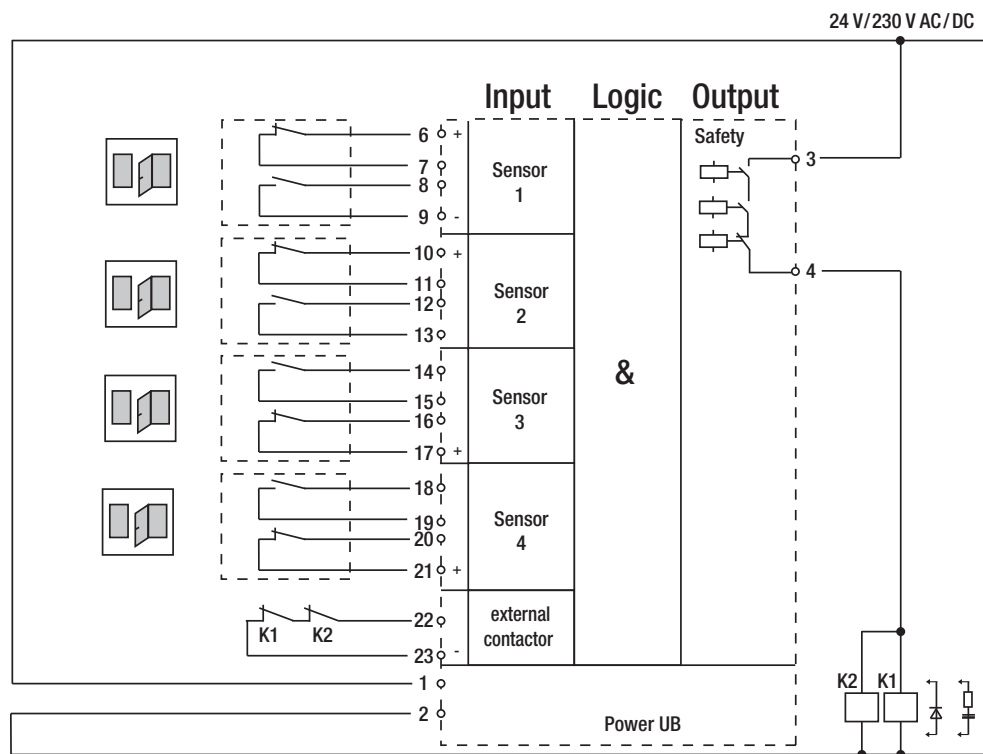 24 V/230 V AC/DC
Input Logic Output
Safety
6 +
7
8
9 -
Sensor
1
3
10 +
11
12
13
Sensor
2
4
14
15
16
17 +
Sensor
3
&
18
19
20
21 +
Sensor
4
K1 K2
22
23 -
external
contactor
1
2
Power UB
K2 K1